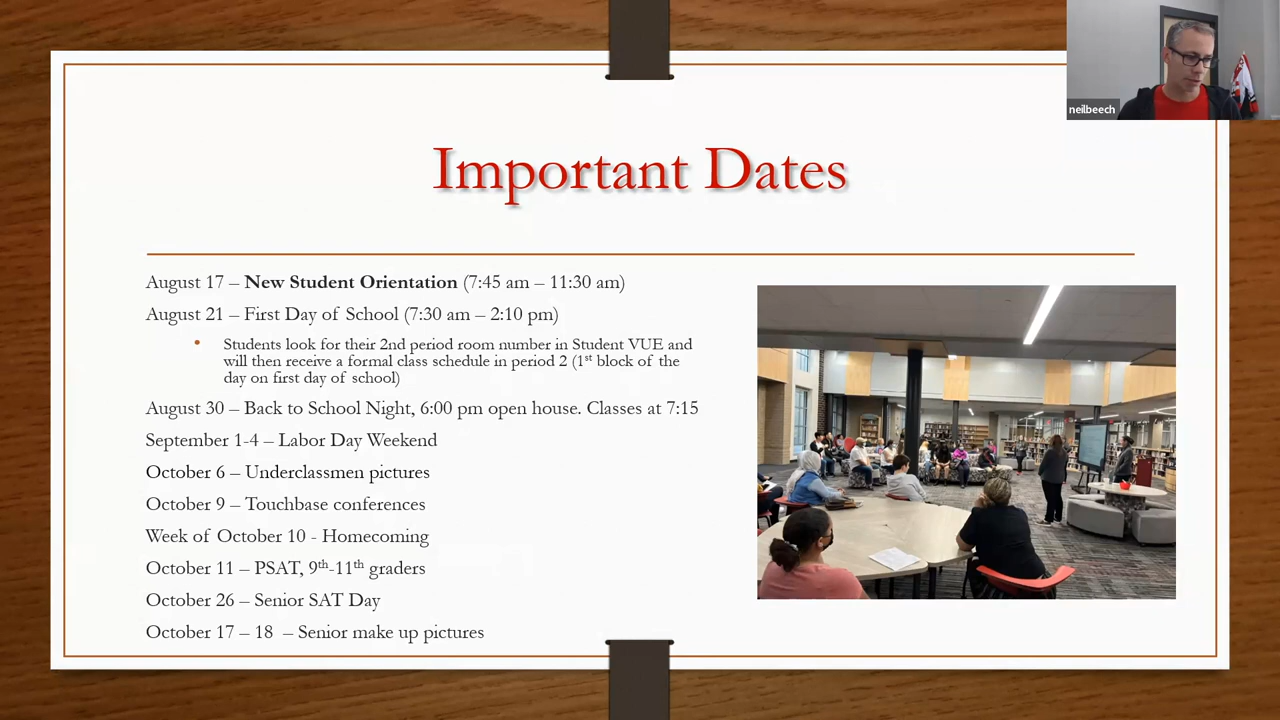 neilbeech
Important Dates
August 17 – New Student Orientation (7:45 am – 11:30 am)
August 21 – First Day of School (7:30 am – 2:10 pm)
• Students look for their 2nd period room number in Student VUE and
will then receive a formal class schedule in period 2 (1st block of the
day on first day of school)
August 30 – Back to School Night, 6:00 pm open house. Classes at 7:15
September 1-4 – Labor Day Weekend
October 6 – Underclassmen pictures
October 9 – Touchbase conferences
Week of October 10 - Homecoming
October 11 – PSAT, 9th-11th graders
October 26 – Senior SAT Day
October 17 – 18 – Senior make up pictures